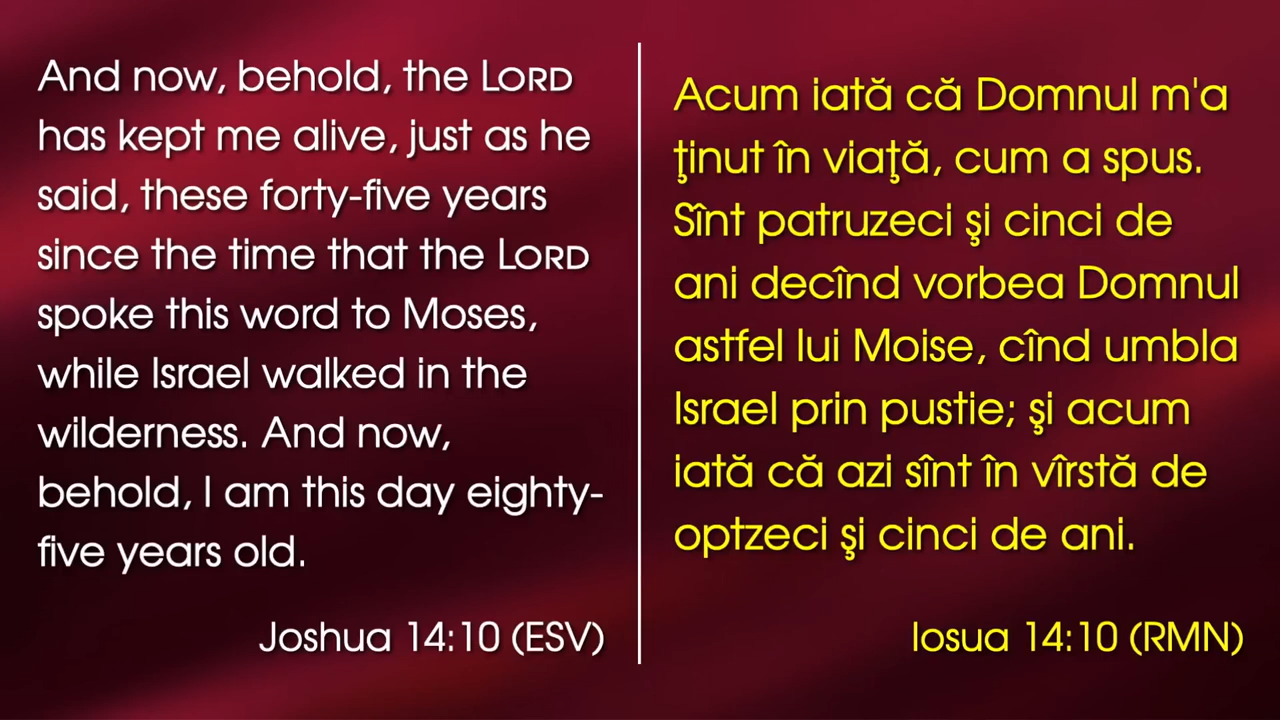 And now, behold, the LORD
has kept me alive, just as he
said, these forty-five years
since the time that the LORD
spoke this word to Moses,
while Israel walked in the
wilderness. And now,
behold, I am this day eighty-
five years old.
Joshua 14:10 (ESV)
Acum iată că Domnul m'a
ţinut în viaţă, cum a spus.
Sînt patruzeci şi cinci de
ani decînd vorbea Domnul
astfel lui Moise, cînd umbla
Israel prin pustie; şi acum
iată că azi sînt în vîrstă de
optzeci şi cinci de ani.
Iosua 14:10 (RMN)